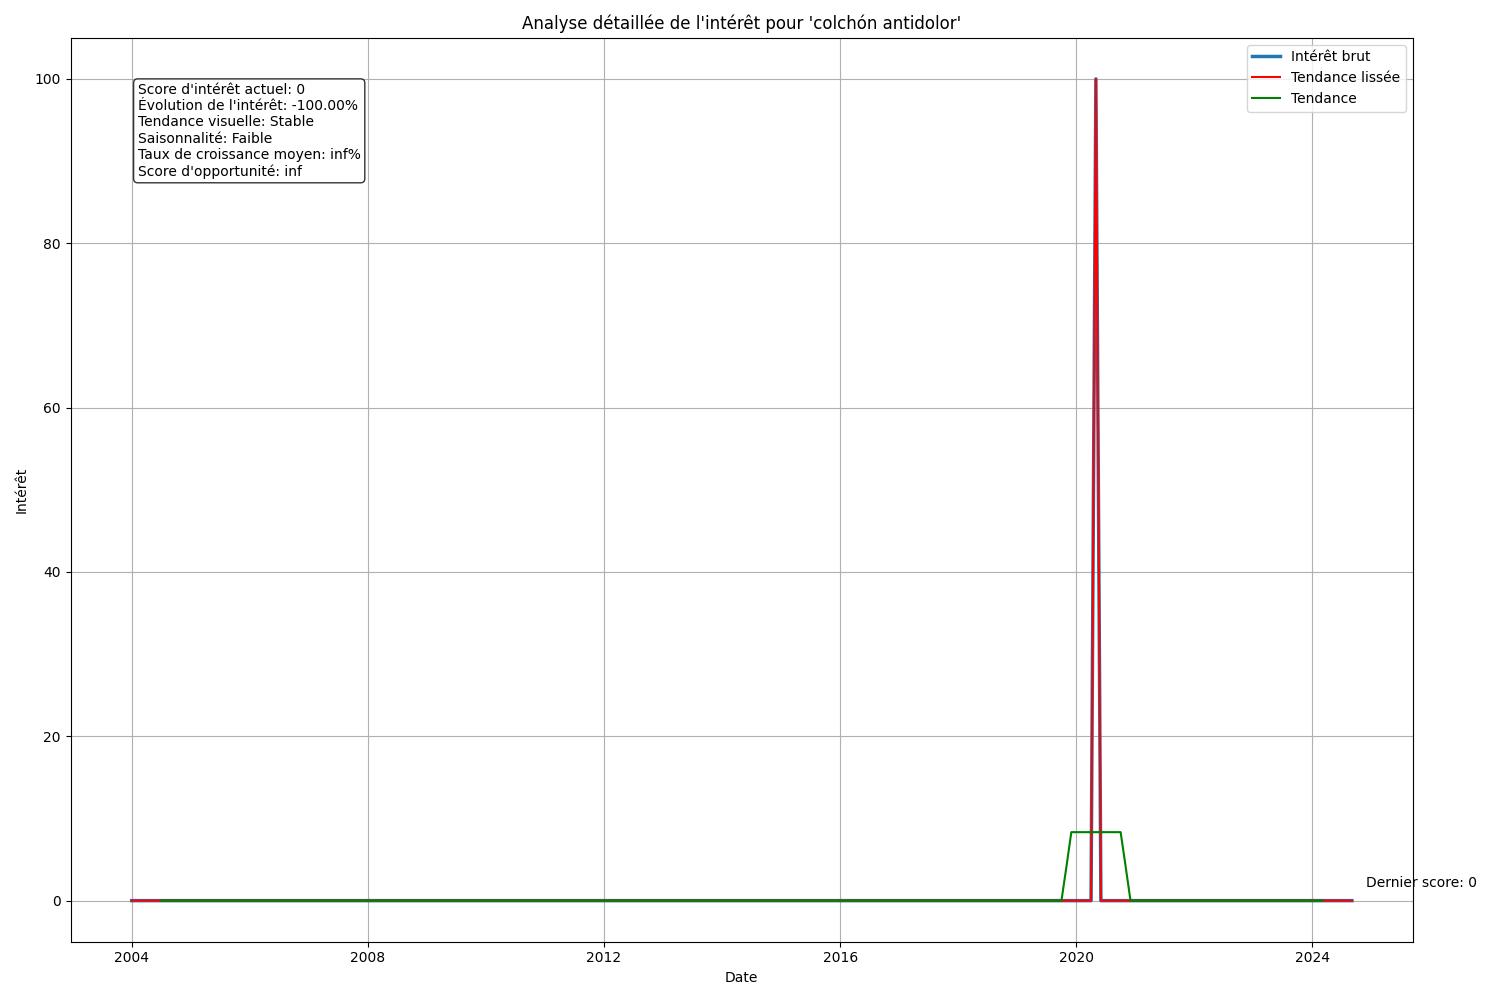 Analyse détaillée de l'intérêt pour 'colchón antidolor'
Intérêt brut
Tendance lissée
Tendance
Score d'intérêt actuel: 0
Évolution de l'intérêt: -100.00%
Tendance visuelle: Stable
Saisonnalité: Faible
Taux de croissance moyen: inf%
Score d'opportunité: inf
100
80
60
40
20
0
Intérêt
Dernier score: 0
2004
2008
2012
2016
2020
2024
Date